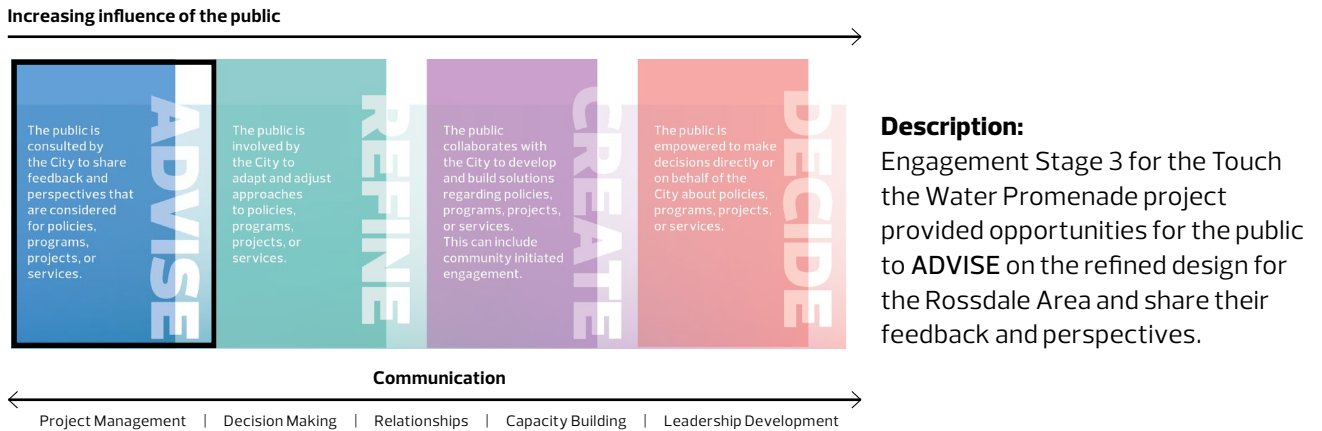 Increasing influence of the public
The public is
consulted by
the City to share
feedback and
perspectives that
are considered
for policies,
programs,
projects, or
services.
ADVISE
The public is
involved by
the City to
adapt and adjust
approaches
to policies,
programs,
projects, or
services.
REFINE
The public
collaborates with
the City to develop
and build solutions
regarding policies,
programs, projects,
or services.
This can include
community initiated
engagement.
CREATE
The public is
empowered to make
decisions directly or
on behalf of the
City about policies,
programs, projects,
or services.
DECIDE
Communication
Project Management | Decision Making | Relationships | Capacity Building | Leadership Development
Description:
Engagement Stage 3 for the Touch
the Water Promenade project
provided opportunities for the public
to ADVISE on the refined design for
the Rossdale Area and share their
feedback and perspectives.